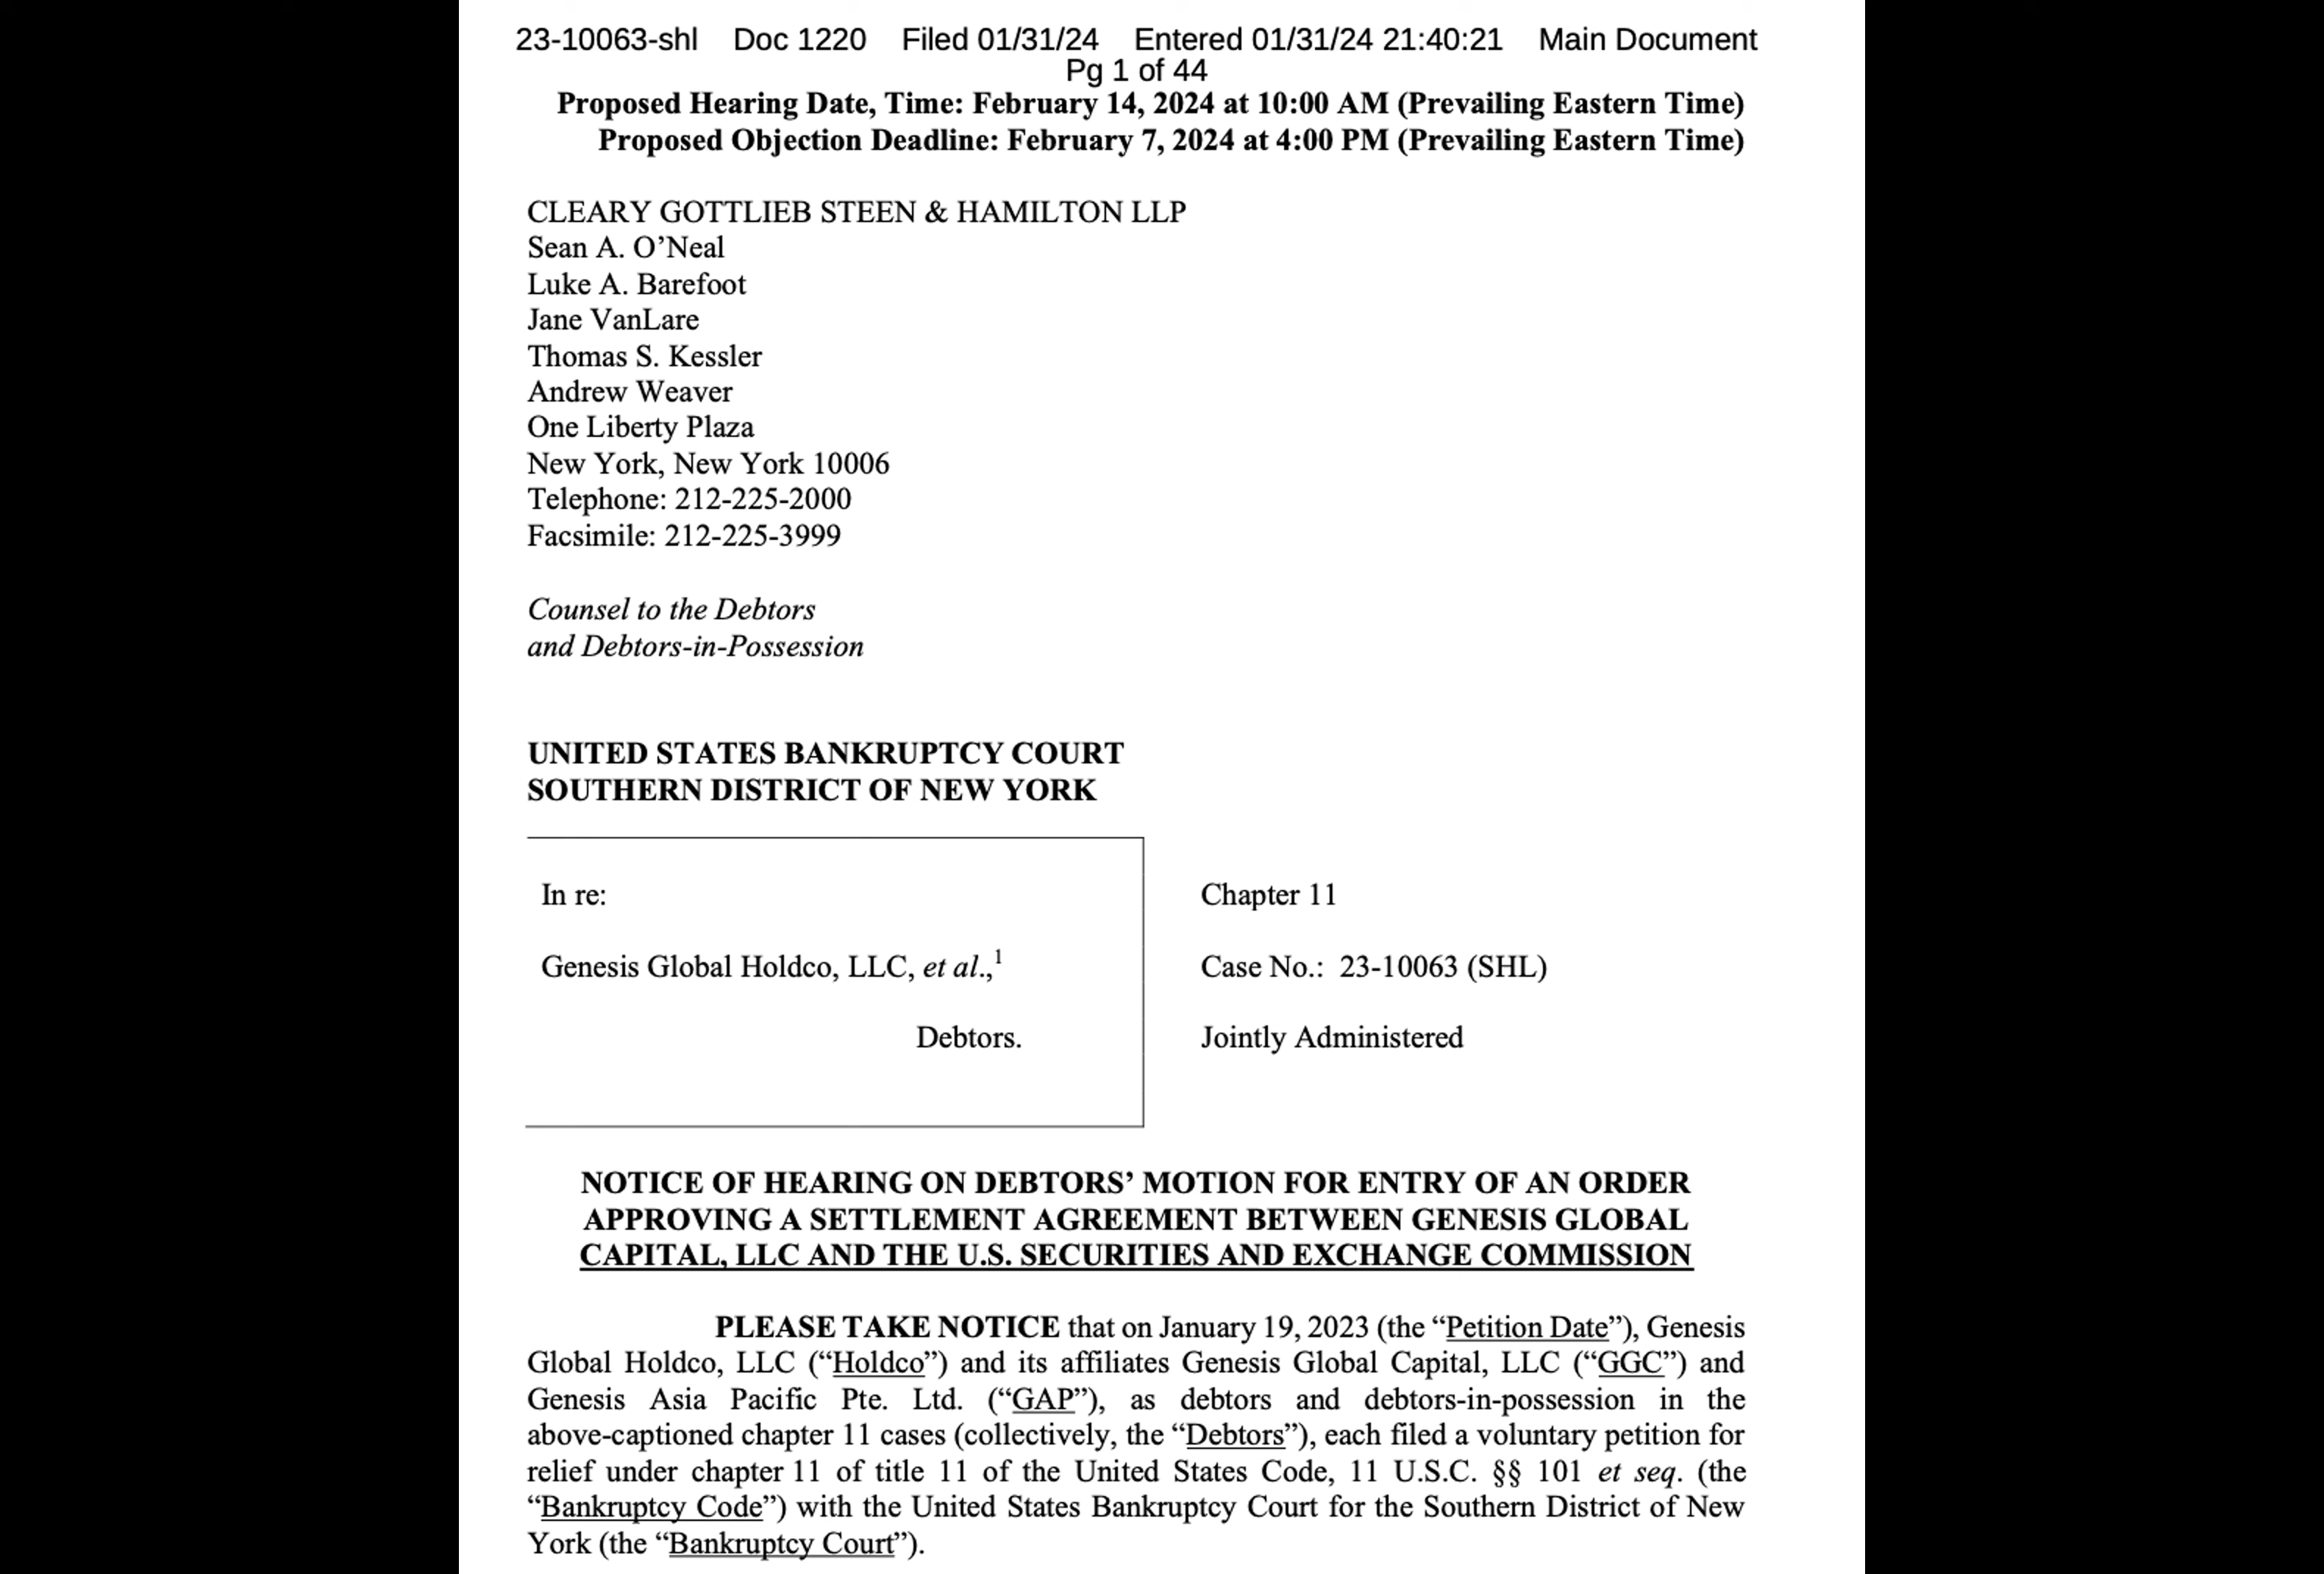 23-10063-shl Doc 1220 Filed 01/31/24 Entered 01/31/24 21:40:21 Main Document
Pg 1 of 44
Proposed Hearing Date, Time: February 14, 2024 at 10:00 AM (Prevailing Eastern Time)
Proposed Objection Deadline: February 7, 2024 at 4:00 PM (Prevailing Eastern Time)
CLEARY GOTTLIEB STEEN & HAMILTON LLP
Sean A. O’Neal
Luke A. Barefoot
Jane VanLare
Thomas S. Kessler
Andrew Weaver
One Liberty Plaza
New York, New York 10006
Telephone: 212-225-2000
Facsimile: 212-225-3999
Counsel to the Debtors
and Debtors-in-Possession
UNITED STATES BANKRUPTCY COURT
SOUTHERN DISTRICT OF NEW YORK
In re:
Genesis Global Holdco, LLC, et al.,1
Debtors.
Chapter 11
Case No.: 23-10063 (SHL)
Jointly Administered
NOTICE OF HEARING ON DEBTORS’ MOTION FOR ENTRY OF AN ORDER
APPROVING A SETTLEMENT AGREEMENT BETWEEN GENESIS GLOBAL
CAPITAL, LLC AND THE U.S. SECURITIES AND EXCHANGE COMMISSION
PLEASE TAKE NOTICE that on January 19, 2023 (the “Petition Date”), Genesis
Global Holdco, LLC (“Holdco”) and its affiliates Genesis Global Capital, LLC (“GGC”) and
Genesis Asia Pacific Pte. Ltd. (“GAP”), as debtors and debtors-in-possession in the
above-captioned chapter 11 cases (collectively, the “Debtors”), each filed a voluntary petition for
relief under chapter 11 of title 11 of the United States Code, 11 U.S.C. §§ 101 et seq. (the
“Bankruptcy Code”) with the United States Bankruptcy Court for the Southern District of New
York (the “Bankruptcy Court”).